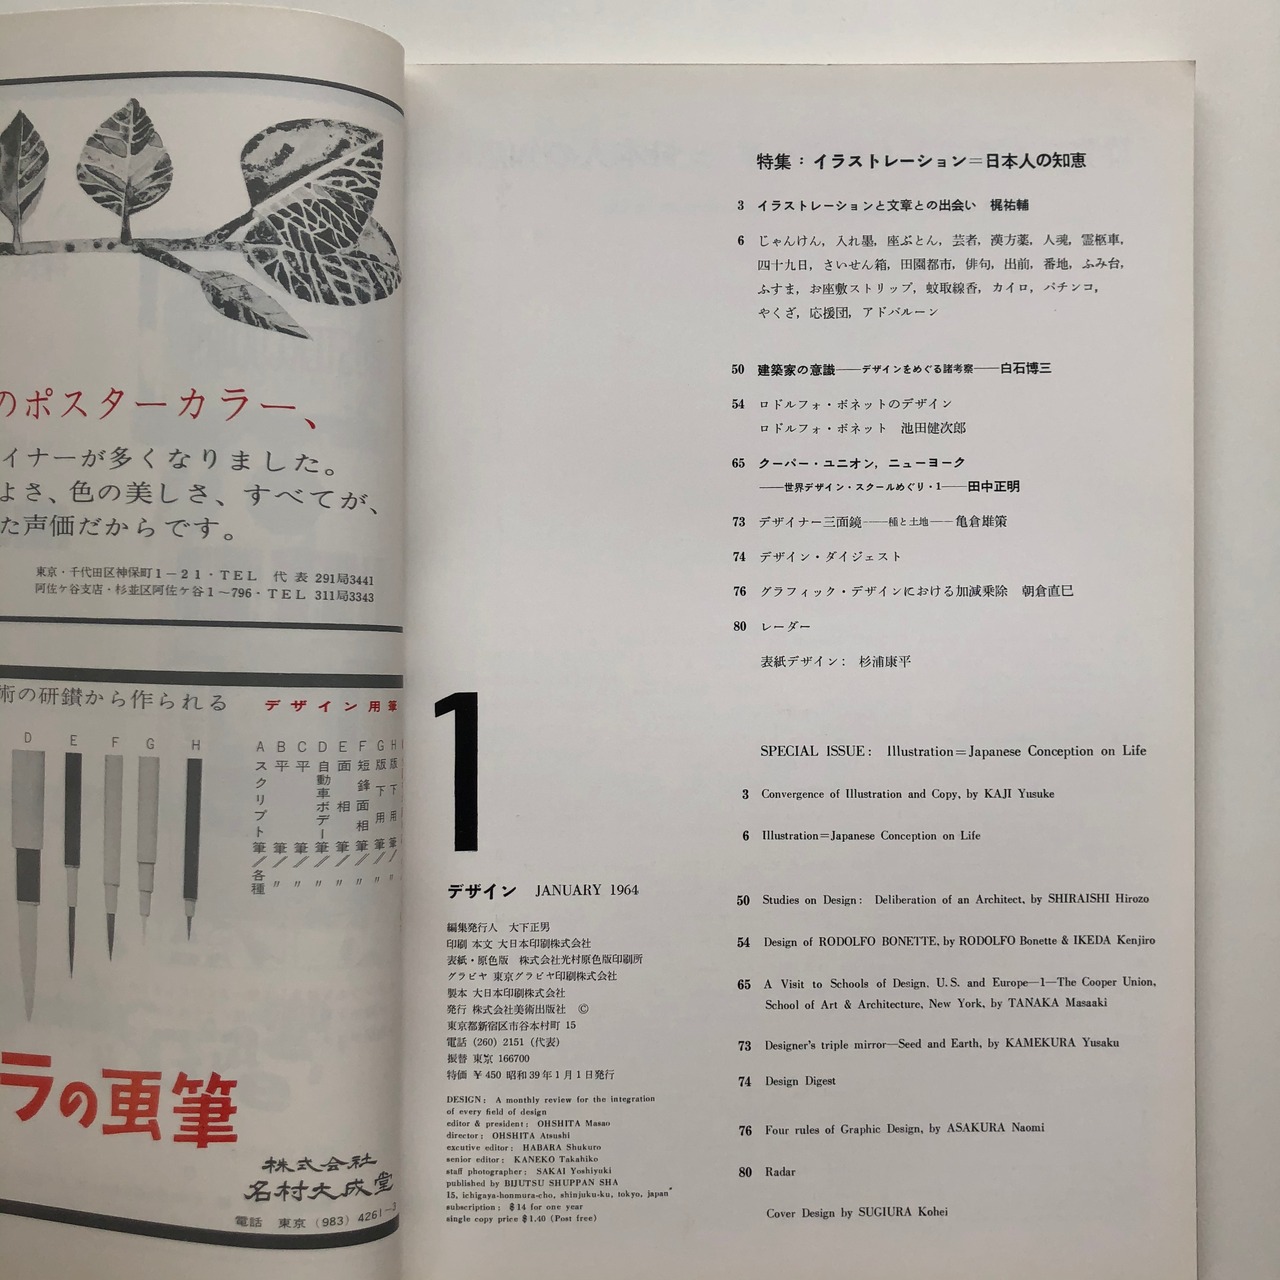 のポスターカラー、
イナーが多くなりました。
よさ、色の美しさ、すべてが、
た声価だからです。
東京・千代田区神保町1−21・TEL 代表 291局3441
阿佐ケ谷支店・杉並区阿佐ケ谷1〜796・TEL 311局3343
術の研鑽から作られる
デザイン用筆
D E F G H
A スクリプト筆 // 各種
B 平筆 // 〃
C 平筆 // 〃
D 自動車ボデー筆 // 〃
E 面相筆 // 〃
F 短鋒面相筆 // 〃
G 版下用筆 // 〃
H 版下用筆 // 〃
ラの画筆
株式会社
名村大成堂
電話 東京 (983) 4261−3
特集：イラストレーション＝日本人の知恵
3 イラストレーションと文章との出会い 梶祐輔
6 じゃんけん，入れ墨，座ぶとん，芸者，漢方薬，人魂，霊柩車，
四十九日，さいせん箱，田園都市，俳句，出前，番地，ふみ台，
ふすま，お座敷ストリップ，蚊取線香，カイロ，パチンコ，
やくざ，応援団，アドバルーン
50 建築家の意識——デザインをめぐる諸考察——白石博三
54 ロドルフォ・ボネットのデザイン
ロドルフォ・ボネット 池田健次郎
65 クーパー・ユニオン，ニューヨーク
——世界デザイン・スクールめぐり・1——田中正明
73 デザイナー三面鏡——種と土地——亀倉雄策
74 デザイン・ダイジェスト
76 グラフィック・デザインにおける加減乗除 朝倉直巳
80 レーダー
表紙デザイン： 杉浦康平
1
デザイン JANUARY 1964
編集発行人 大下正男
印刷 本文 大日本印刷株式会社
表紙・原色版 株式会社光村原色版印刷所
グラビヤ 東京グラビヤ印刷株式会社
製本 大日本印刷株式会社
発行 株式会社美術出版社 ©
東京都新宿区市谷本村町 15
電話 (260) 2151 (代表)
振替 東京 166700
特価 ¥450 昭和39年1月1日発行
DESIGN: A monthly review for the integration
of every field of design
editor & president: OHSHITA Masao
director: OHSHITA Atsushi
excutive editor: HABARA Shukuro
senior editor: KANEKO Takahiko
staff photographer: SAKAI Yoshiyuki
published by BIJUTSU SHUPPAN SHA
15, ichigaya-honmura-cho, shinjuku-ku, tokyo, japan
subscription: $14 for one year
single copy price $1.40 (Post free)
SPECIAL ISSUE: Illustration=Japanese Conception on Life
3 Convergence of Illustration and Copy, by KAJI Yusuke
6 Illustration=Japanese Conception on Life
50 Studies on Design: Deliberation of an Architect, by SHIRAISHI Hirozo
54 Design of RODOLFO BONETTE, by RODOLFO Bonette & IKEDA Kenjiro
65 A Visit to Schools of Design, U.S. and Europe—1—The Cooper Union,
School of Art & Architecture, New York, by TANAKA Masaaki
73 Designer's triple mirror—Seed and Earth, by KAMEKURA Yusaku
74 Design Digest
76 Four rules of Graphic Design, by ASAKURA Naomi
80 Radar
Cover Design by SUGIURA Kohei